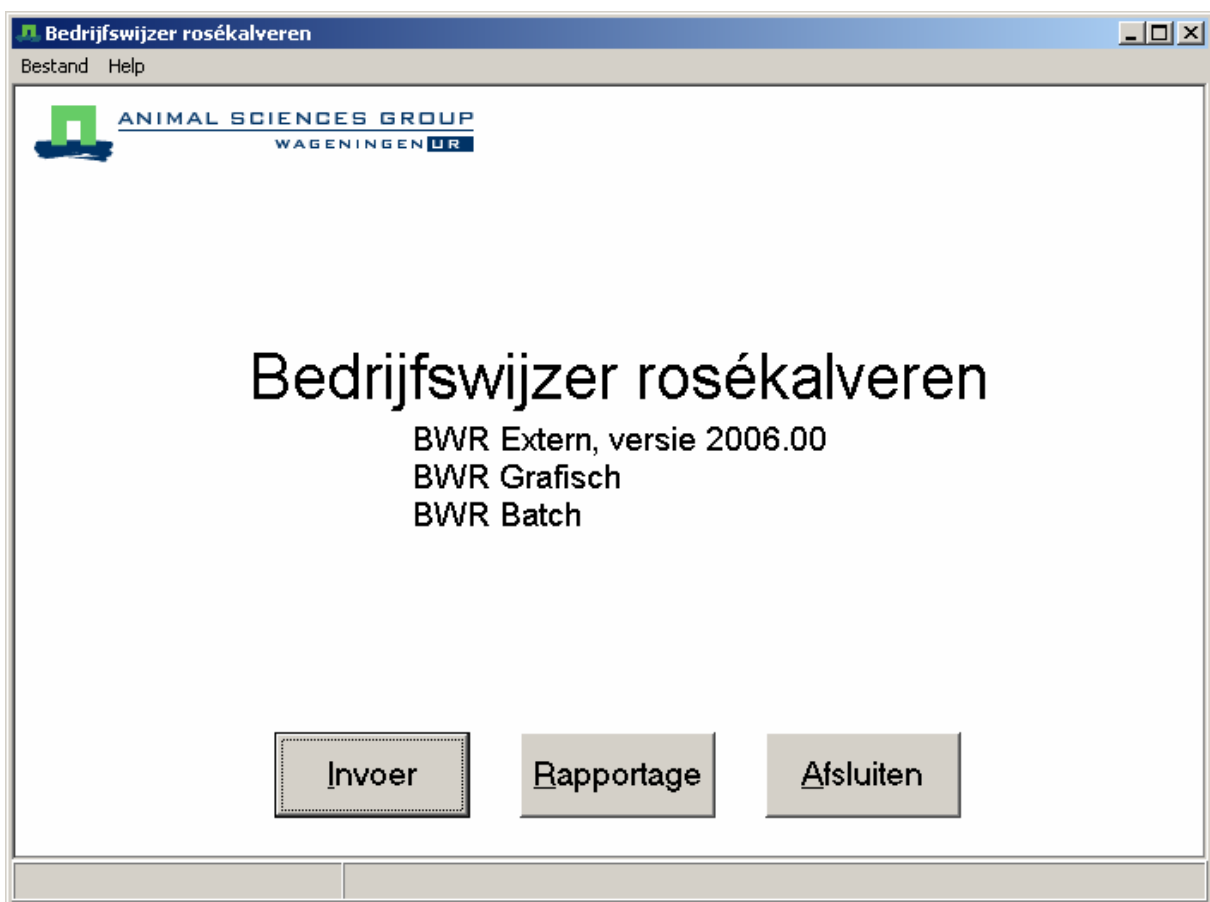 Bedrijfswijzer rosékalveren
Bestand Help
ANIMAL SCIENCES GROUP
WAGENINGEN UR
Bedrijfswijzer rosékalveren
BWR Extern, versie 2006.00
BWR Grafisch
BWR Batch
Invoer Rapportage Afsluiten